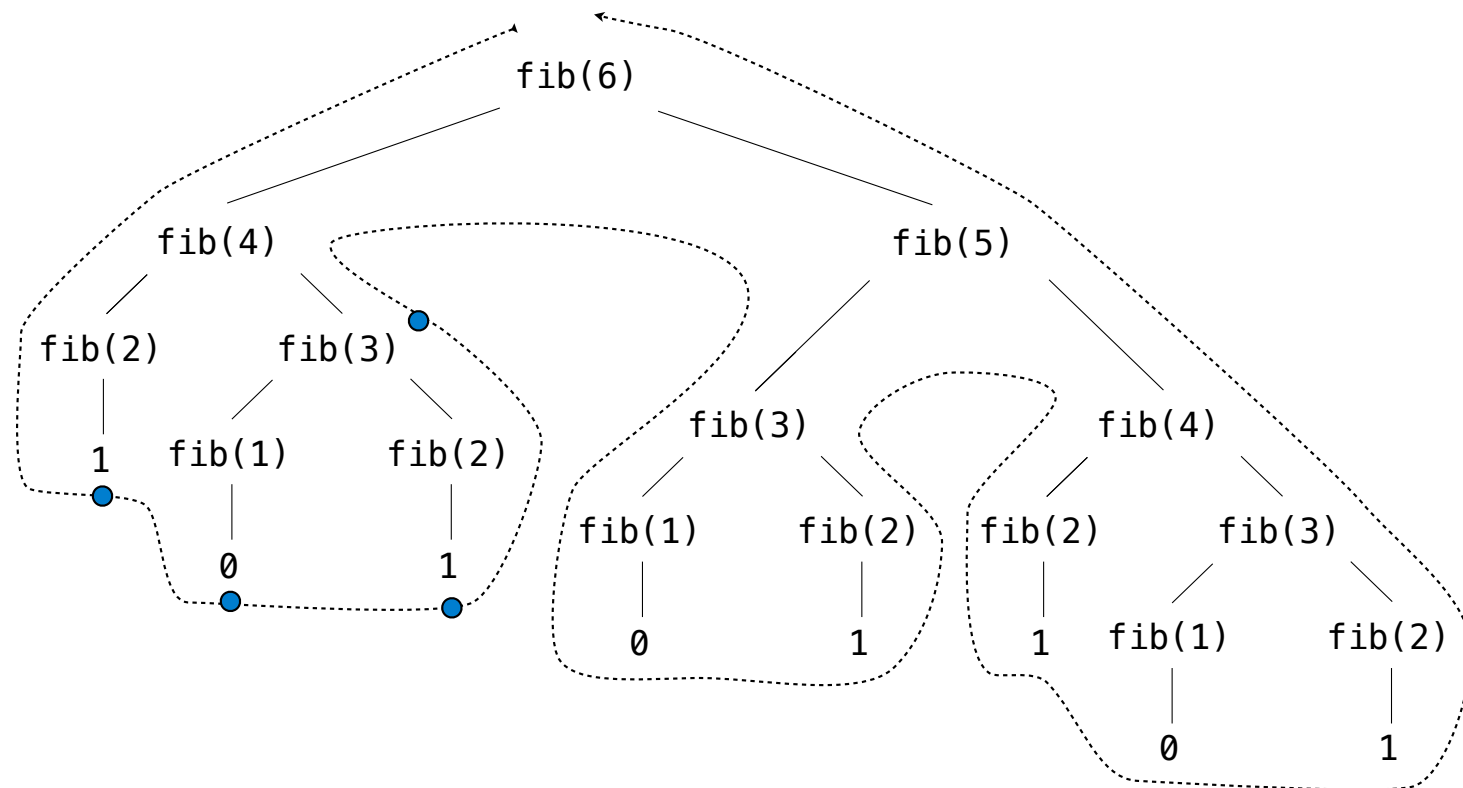 fib(6)
fib(4) fib(5)
fib(2) fib(3)
fib(3) fib(4)
1 fib(1) fib(2)
fib(1) fib(2) fib(2) fib(3)
0 1
0 1 1 fib(1) fib(2)
0 1